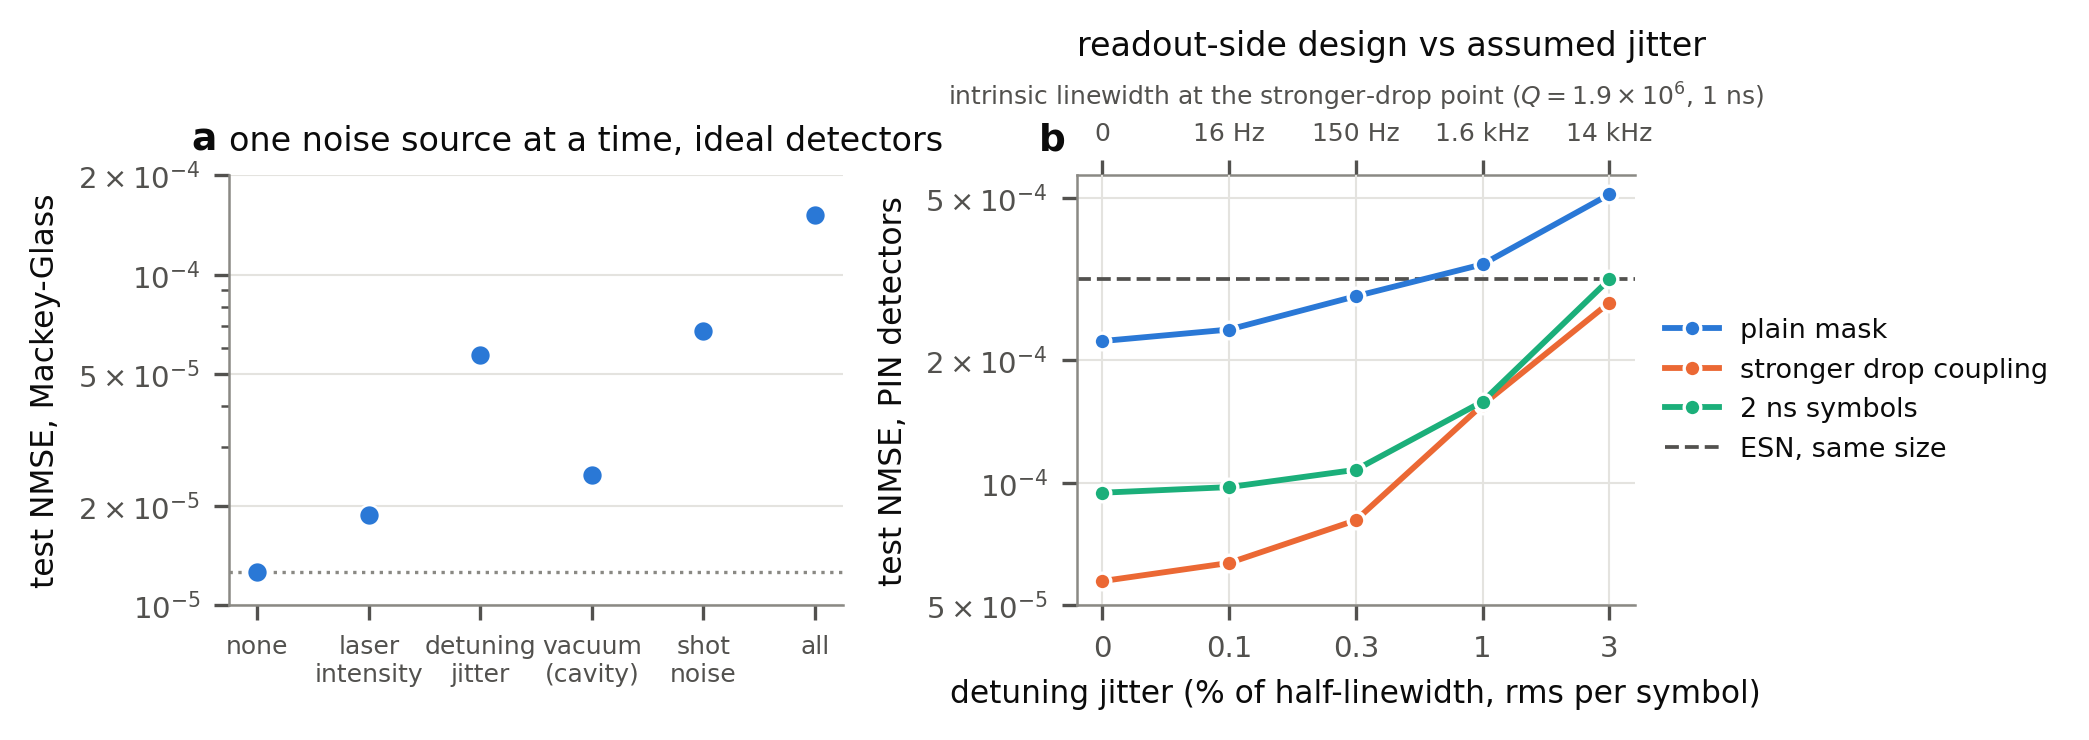 readout-side design vs assumed jitter
intrinsic linewidth at the stronger-drop point (Q = 1.9 × 10⁶, 1 ns)
a one noise source at a time, ideal detectors
b
0 16 Hz 150 Hz 1.6 kHz 14 kHz
test NMSE, Mackey-Glass
2 × 10⁻⁴
10⁻⁴
5 × 10⁻⁵
2 × 10⁻⁵
10⁻⁵
none
laser
intensity
detuning
jitter
vacuum
(cavity)
shot
noise
all
test NMSE, PIN detectors
5 × 10⁻⁴
2 × 10⁻⁴
10⁻⁴
5 × 10⁻⁵
0 0.1 0.3 1 3
detuning jitter (% of half-linewidth, rms per symbol)
plain mask
stronger drop coupling
2 ns symbols
ESN, same size